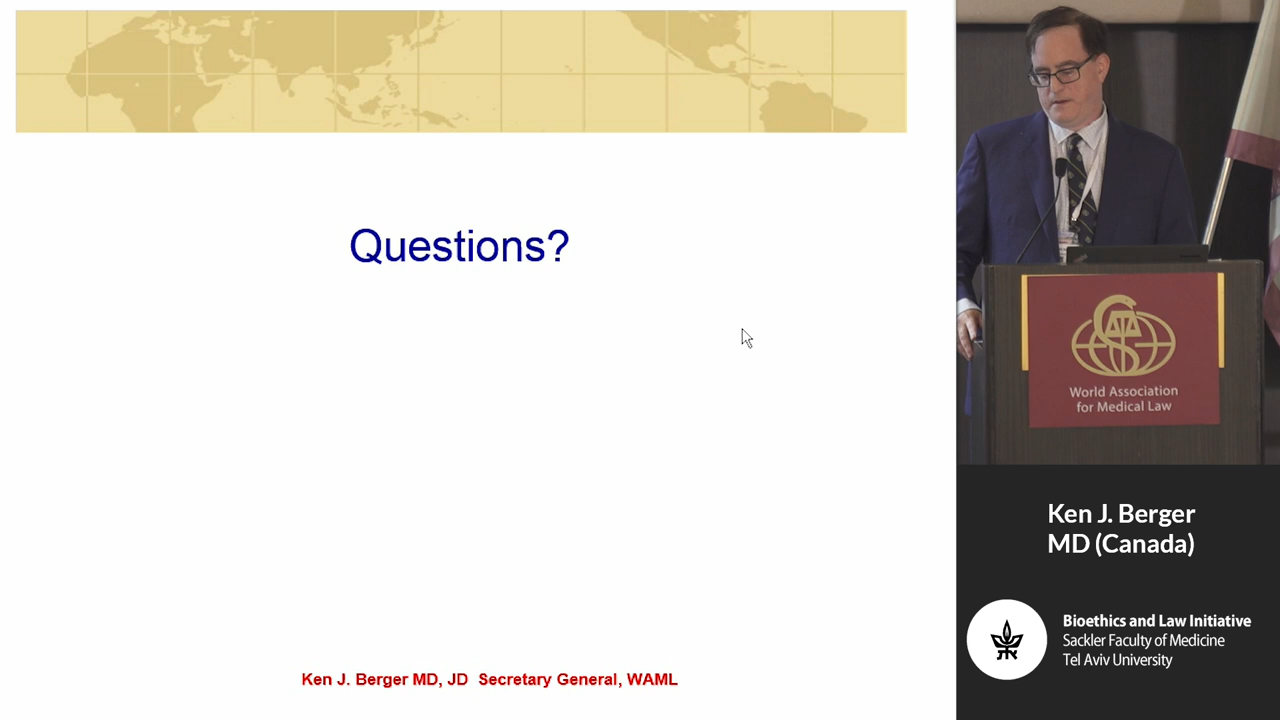 Questions?
Ken J. Berger MD, JD  Secretary General, WAML
World Association
for Medical Law
Ken J. Berger
MD (Canada)
Bioethics and Law Initiative
Sackler Faculty of Medicine
Tel Aviv University